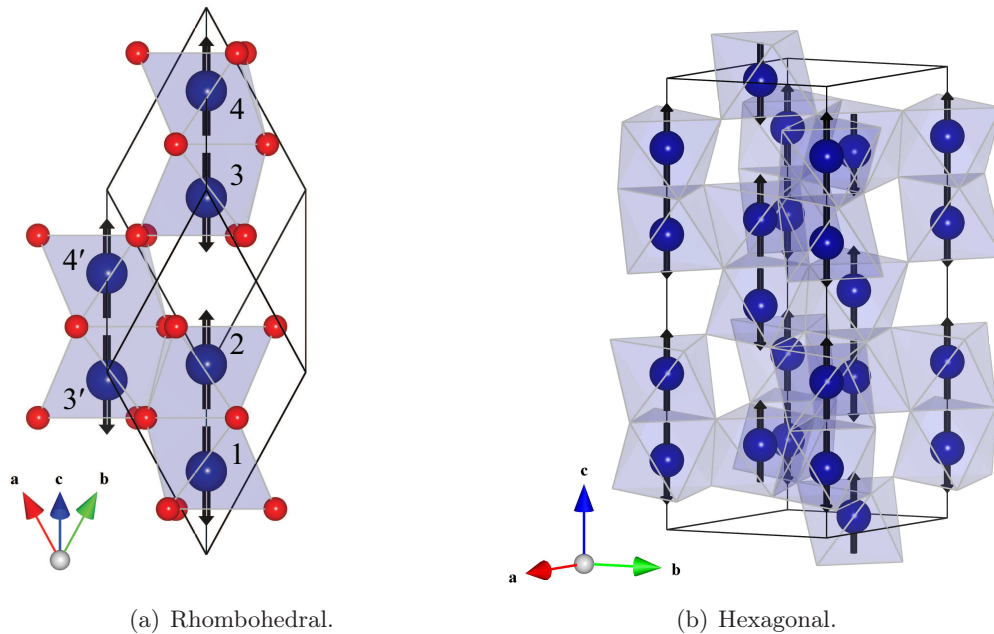 4
3
4′
2
3′
1
a c b
c
a b
(a) Rhombohedral.
(b) Hexagonal.